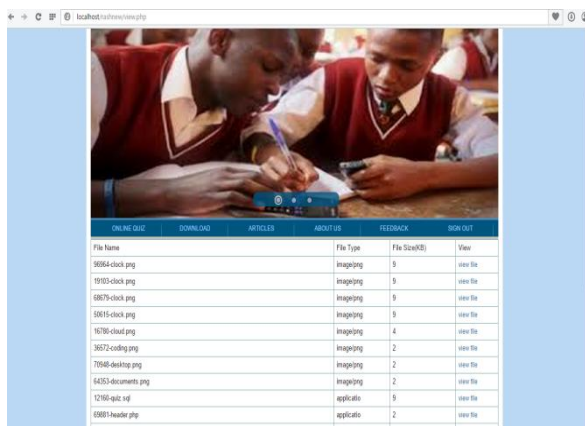 localhost/rashnew/view.php
ONLINE QUIZ DOWNLOAD ARTICLES ABOUT US FEEDBACK SIGN OUT
File Name File Type File Size(KB) View
96964-clock.png image/png 9 view file
19103-clock.png image/png 9 view file
68679-clock.png image/png 9 view file
50615-clock.png image/png 9 view file
16780-cloud.png image/png 4 view file
36572-coding.png image/png 2 view file
70948-desktop.png image/png 2 view file
64353-documents.png image/png 2 view file
12160-quiz.sql applicatio 9 view file
69881-header.php applicatio 2 view file